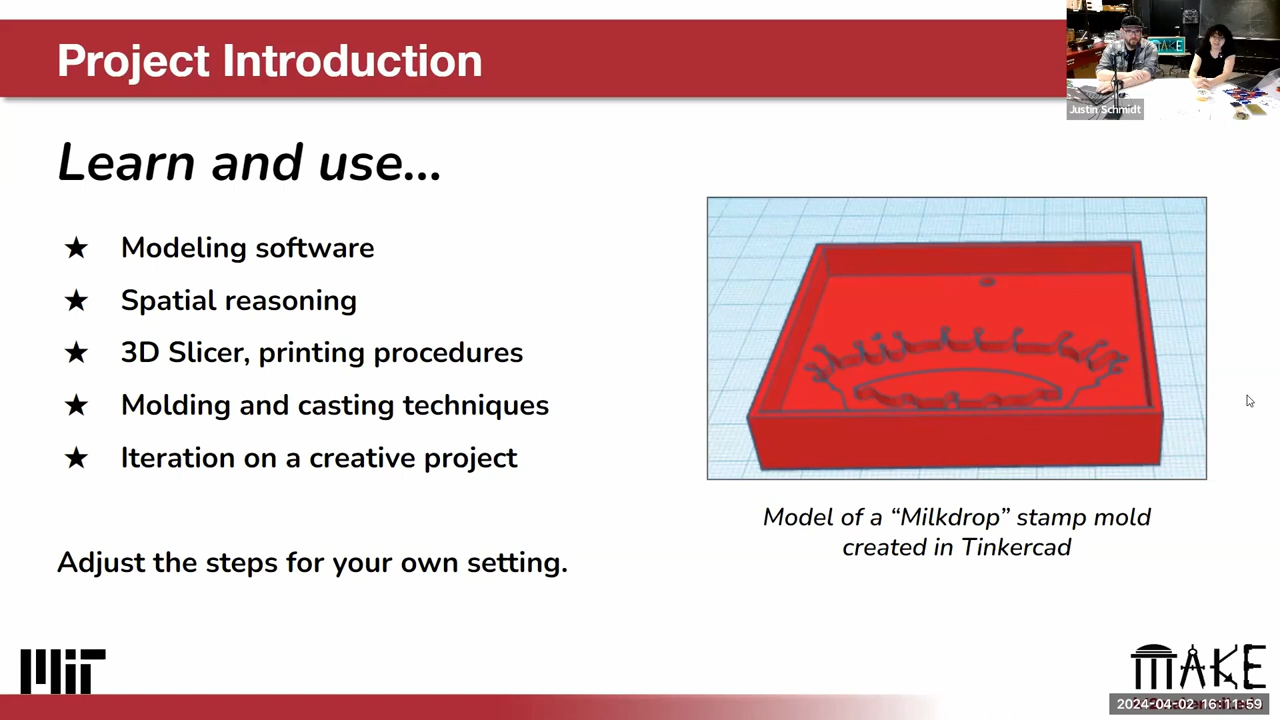 Project Introduction
MAKE
Justin Schmidt
Learn and use...
★ Modeling software
★ Spatial reasoning
★ 3D Slicer, printing procedures
★ Molding and casting techniques
★ Iteration on a creative project
Adjust the steps for your own setting.
Model of a “Milkdrop” stamp mold
created in Tinkercad
MIT
MAKE
2024-04-02 16:11:59